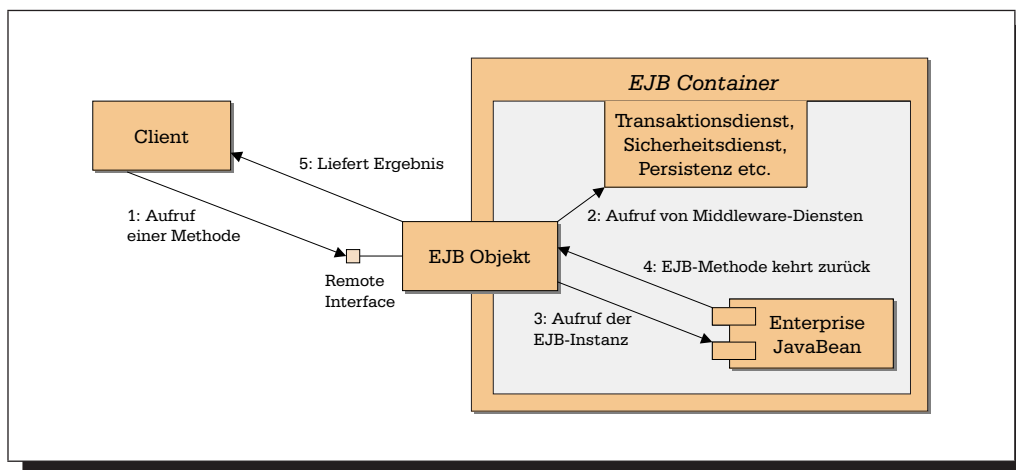 EJB Container
Client
Transaktionsdienst,
Sicherheitsdienst,
Persistenz etc.
5: Liefert Ergebnis
1: Aufruf
einer Methode
2: Aufruf von Middleware-Diensten
EJB Objekt
Remote
Interface
4: EJB-Methode kehrt zurück
3: Aufruf der
EJB-Instanz
Enterprise
JavaBean